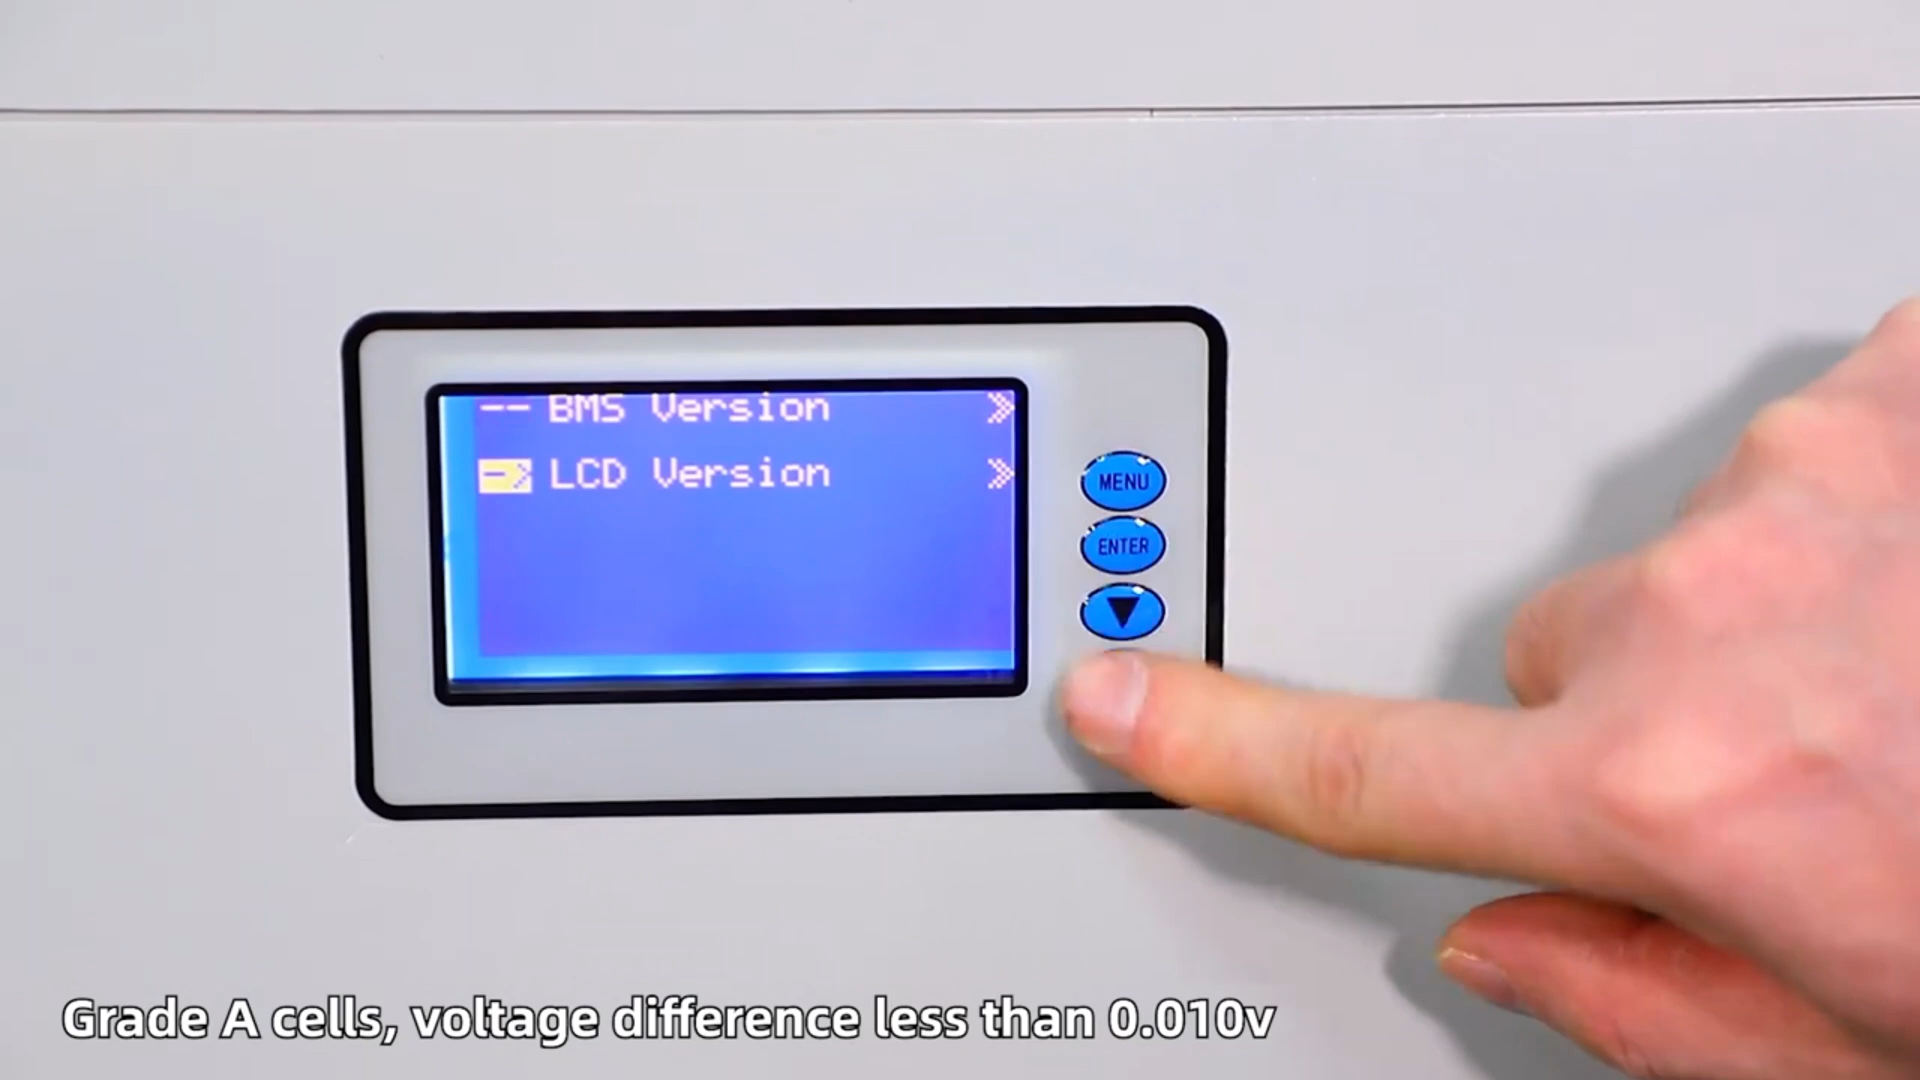 -- BMS Version »
-> LCD Version »
MENU
ENTER
▼
Grade A cells, voltage difference less than 0.010v